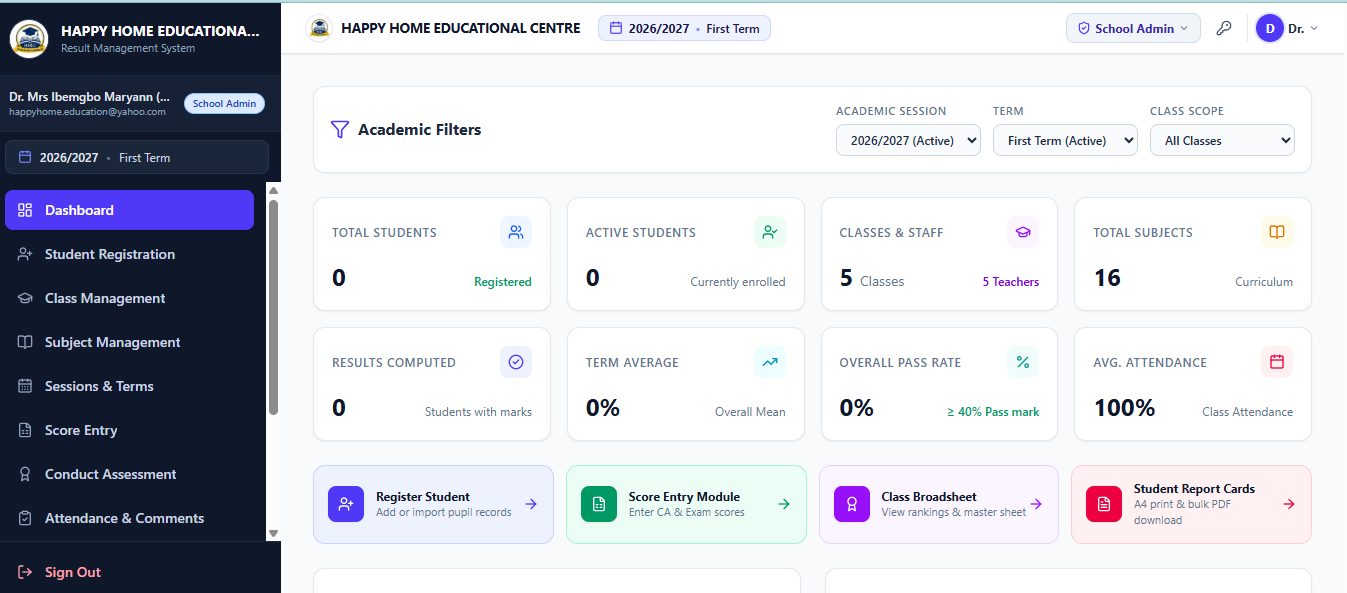 HAPPY HOME EDUCATIONA...
Result Management System
Dr. Mrs Ibemgbo Maryann (...
happyhome.education@yahoo.com
School Admin
2026/2027 • First Term
Dashboard
Student Registration
Class Management
Subject Management
Sessions & Terms
Score Entry
Conduct Assessment
Attendance & Comments
Sign Out
HAPPY HOME EDUCATIONAL CENTRE
2026/2027 • First Term
School Admin
D
Dr.
Academic Filters
ACADEMIC SESSION
2026/2027 (Active)
TERM
First Term (Active)
CLASS SCOPE
All Classes
TOTAL STUDENTS
0
Registered
ACTIVE STUDENTS
0
Currently enrolled
CLASSES & STAFF
5 Classes
5 Teachers
TOTAL SUBJECTS
16
Curriculum
RESULTS COMPUTED
0
Students with marks
TERM AVERAGE
0%
Overall Mean
OVERALL PASS RATE
0%
≥ 40% Pass mark
AVG. ATTENDANCE
100%
Class Attendance
Register Student
Add or import pupil records
Score Entry Module
Enter CA & Exam scores
Class Broadsheet
View rankings & master sheet
Student Report Cards
A4 print & bulk PDF
download